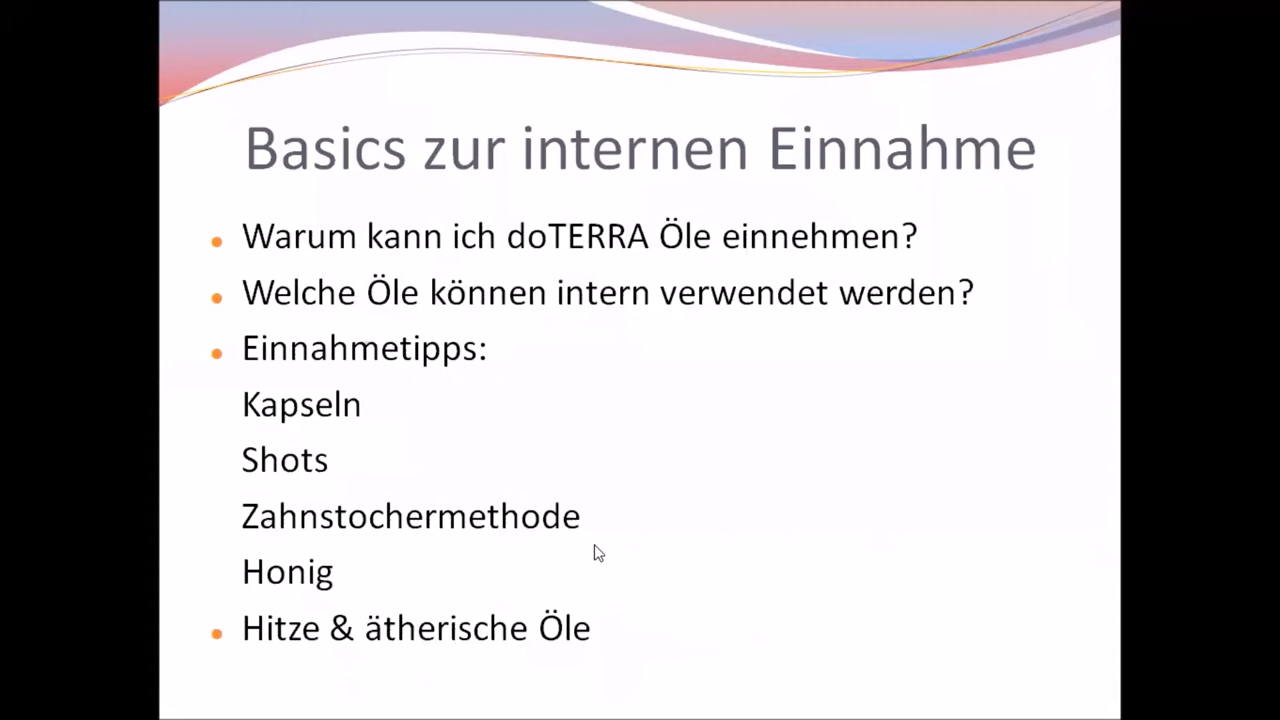 Basics zur internen Einnahme
• Warum kann ich doTERRA Öle einnehmen?
• Welche Öle können intern verwendet werden?
• Einnahmetipps:
Kapseln
Shots
Zahnstochermethode
Honig
• Hitze & ätherische Öle